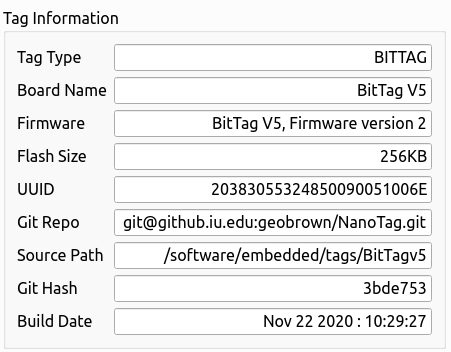 Tag Information
Tag Type BITTAG
Board Name BitTag V5
Firmware BitTag V5, Firmware version 2
Flash Size 256KB
UUID 20383055324850090051006E
Git Repo git@github.iu.edu:geobrown/NanoTag.git
Source Path /software/embedded/tags/BitTagv5
Git Hash 3bde753
Build Date Nov 22 2020 : 10:29:27